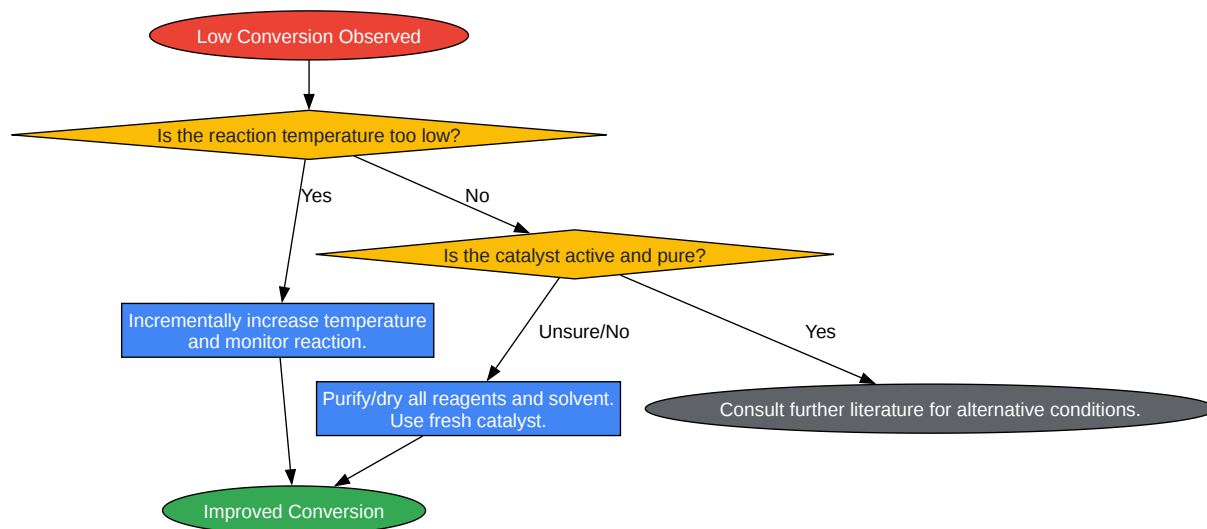 Low Conversion Observed
Is the reaction temperature too low?
Yes
No
Is the catalyst active and pure?
Incrementally increase temperature
and monitor reaction.
Unsure/No
Yes
Purify/dry all reagents and solvent.
Use fresh catalyst.
Consult further literature for alternative conditions.
Improved Conversion